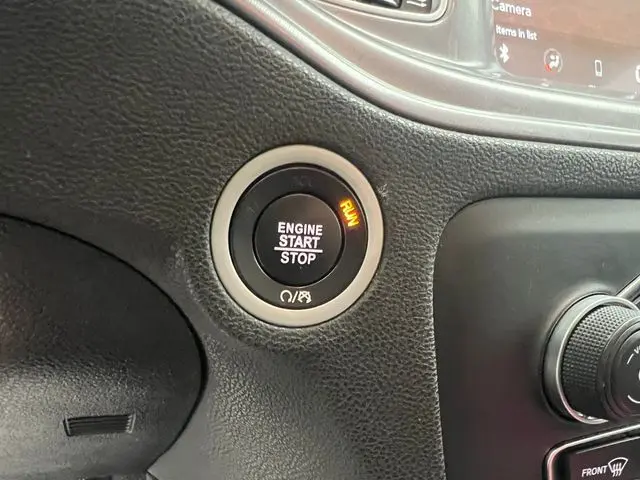 Camera
Items in list
RUN
ENGINE
START
STOP
FRONT